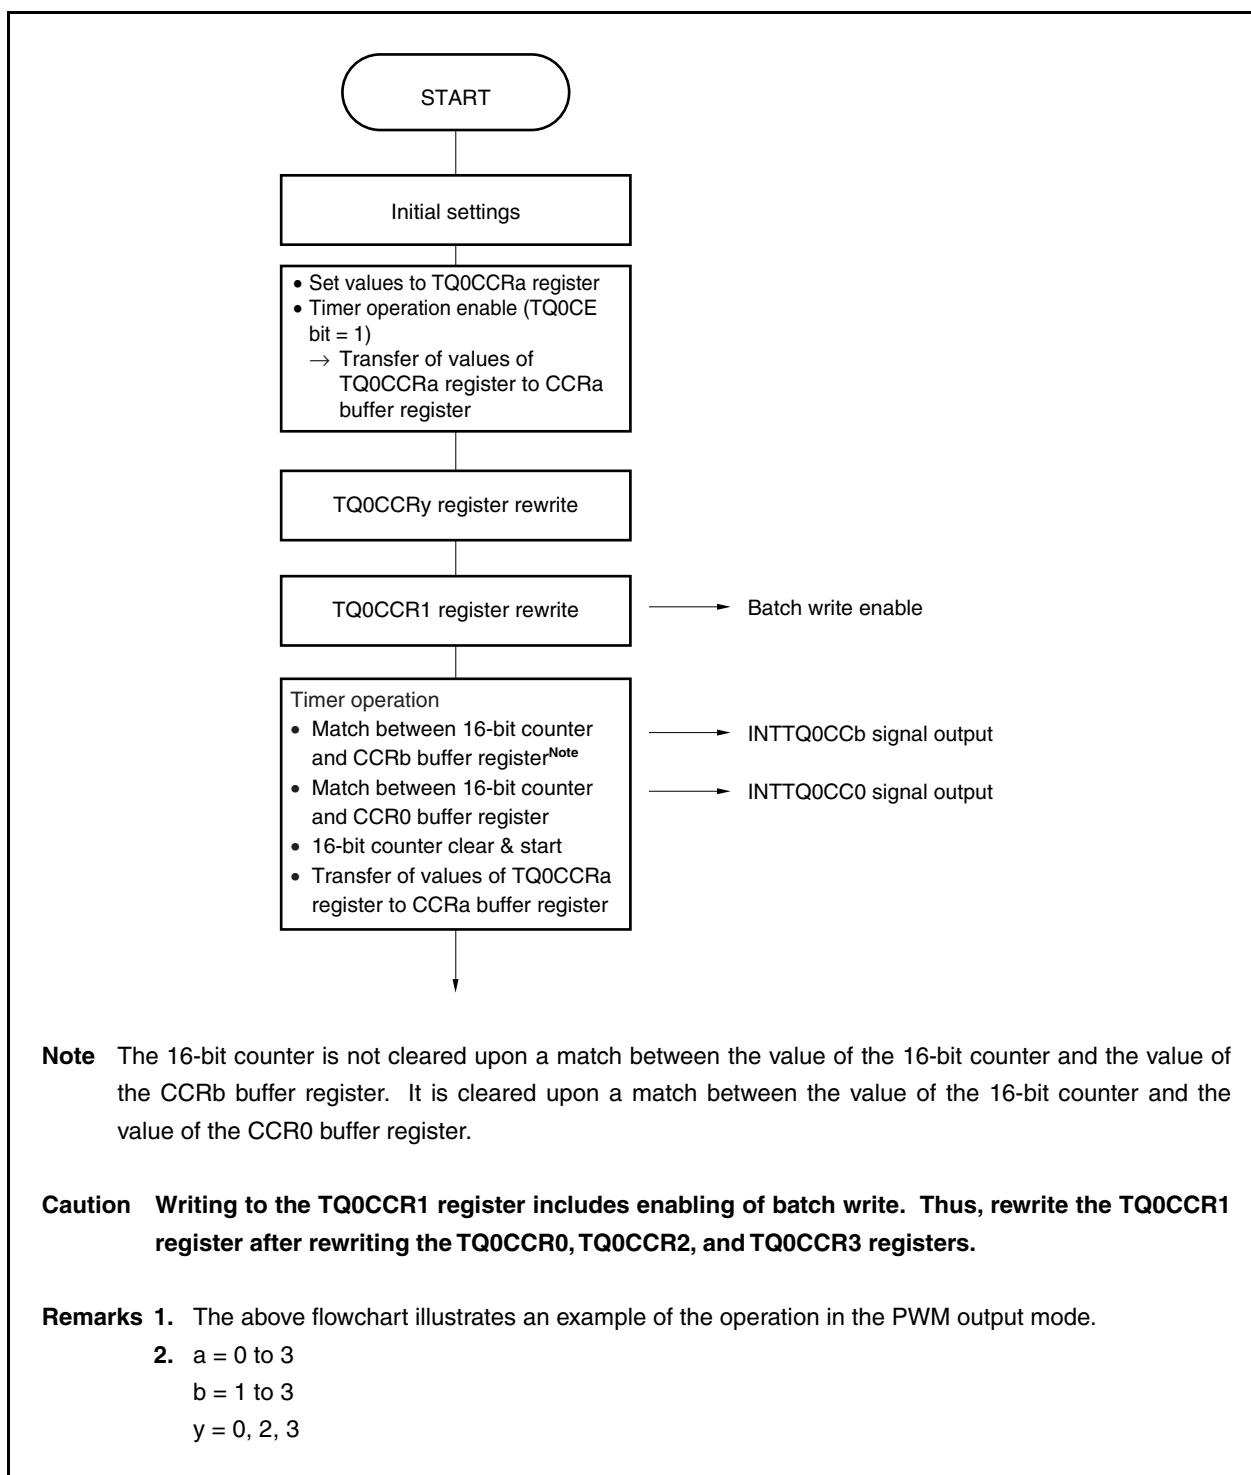 START
Initial settings
• Set values to TQ0CCRa register
• Timer operation enable (TQ0CE
bit = 1)
→ Transfer of values of
TQ0CCRa register to CCRa
buffer register
TQ0CCRy register rewrite
TQ0CCR1 register rewrite
Batch write enable
Timer operation
• Match between 16-bit counter
and CCRb buffer registerNote
INTTQ0CCb signal output
• Match between 16-bit counter
and CCR0 buffer register
INTTQ0CC0 signal output
• 16-bit counter clear & start
• Transfer of values of TQ0CCRa
register to CCRa buffer register
Note The 16-bit counter is not cleared upon a match between the value of the 16-bit counter and the value of
the CCRb buffer register. It is cleared upon a match between the value of the 16-bit counter and the
value of the CCR0 buffer register.
Caution Writing to the TQ0CCR1 register includes enabling of batch write. Thus, rewrite the TQ0CCR1
register after rewriting the TQ0CCR0, TQ0CCR2, and TQ0CCR3 registers.
Remarks 1. The above flowchart illustrates an example of the operation in the PWM output mode.
2. a = 0 to 3
b = 1 to 3
y = 0, 2, 3